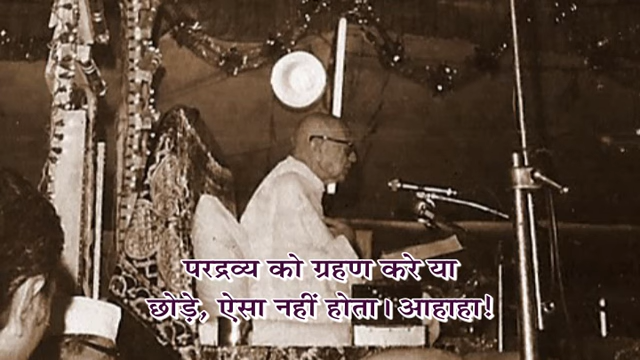 परद्रव्य को ग्रहण करे या
छोड़े, ऐसा नहीं होता। आहाहा!